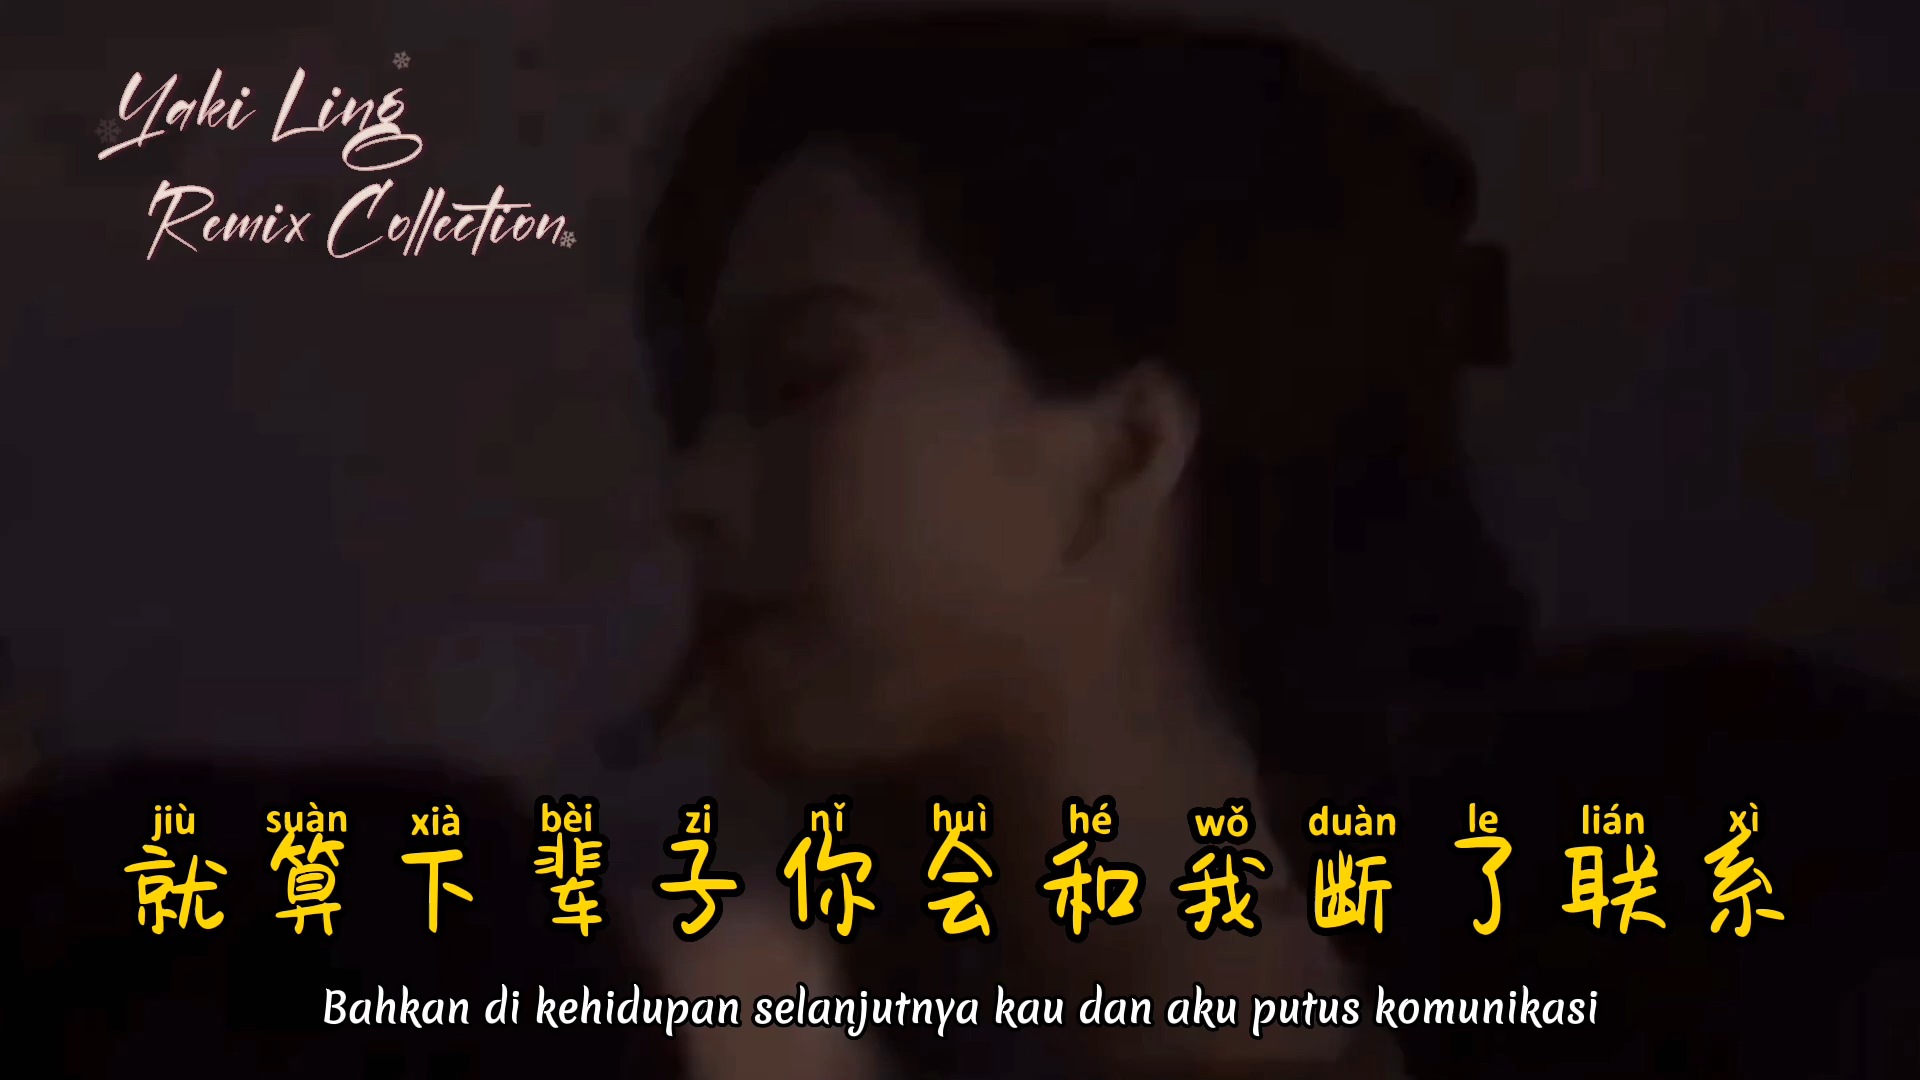 Yaki Ling
Remix Collection
jiù suàn xià bèi zi nǐ huì hé wǒ duàn le lián xì
就算下辈子你会和我断了联系
Bahkan di kehidupan selanjutnya kau dan aku putus komunikasi